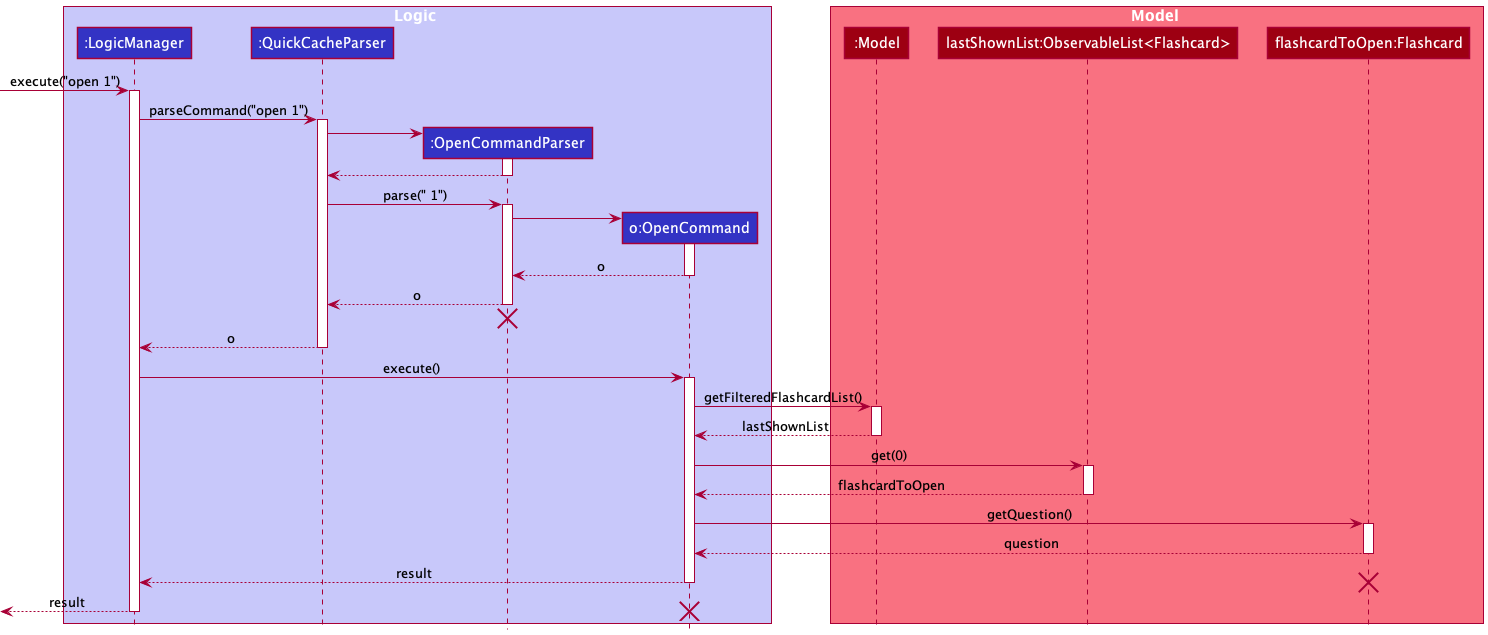 Logic
Model
:LogicManager
:QuickCacheParser
:Model
lastShownList:ObservableList<Flashcard>
flashcardToOpen:Flashcard
execute("open 1")
parseCommand("open 1")
:OpenCommandParser
parse(" 1")
o:OpenCommand
o
o
o
execute()
getFilteredFlashcardList()
lastShownList
get(0)
flashcardToOpen
getQuestion()
question
result
result